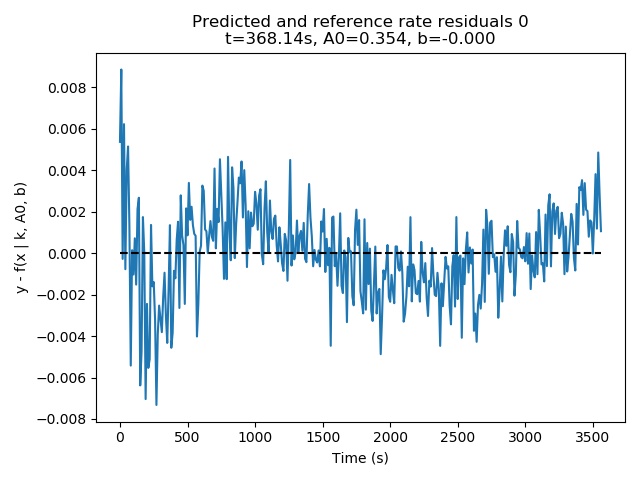 Predicted and reference rate residuals 0
t=368.14s, A0=0.354, b=-0.000
0.008
0.006
0.004
0.002
0.000
−0.002
−0.004
−0.006
−0.008
y - f(x | k, A0, b)
0 500 1000 1500 2000 2500 3000 3500
Time (s)